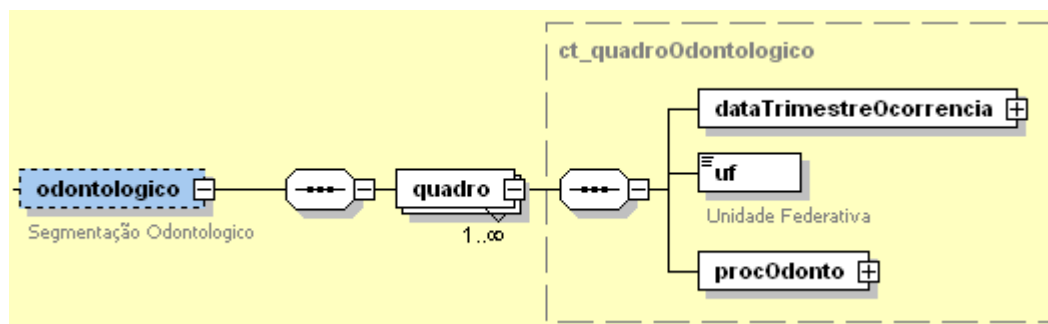 ct_quadroOdontologico
dataTrimestreOcorrencia
uf
Unidade Federativa
odontologico
Segmentação Odontologico
quadro
1..∞
procOdonto